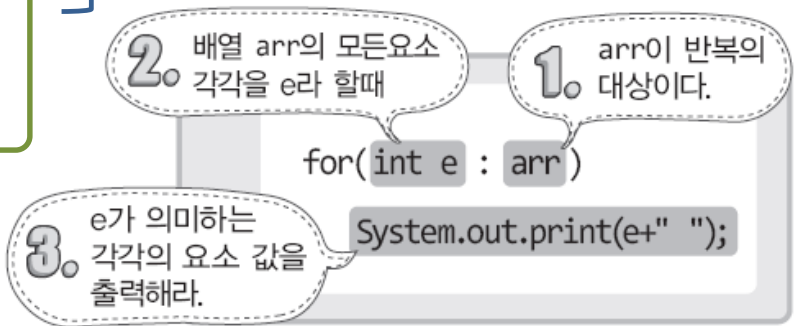 2. 배열 arr의 모든요소
각각을 e라 할때
1. arr이 반복의
대상이다.
for(int e : arr)
System.out.print(e+" ");
3. e가 의미하는
각각의 요소 값을
출력해라.